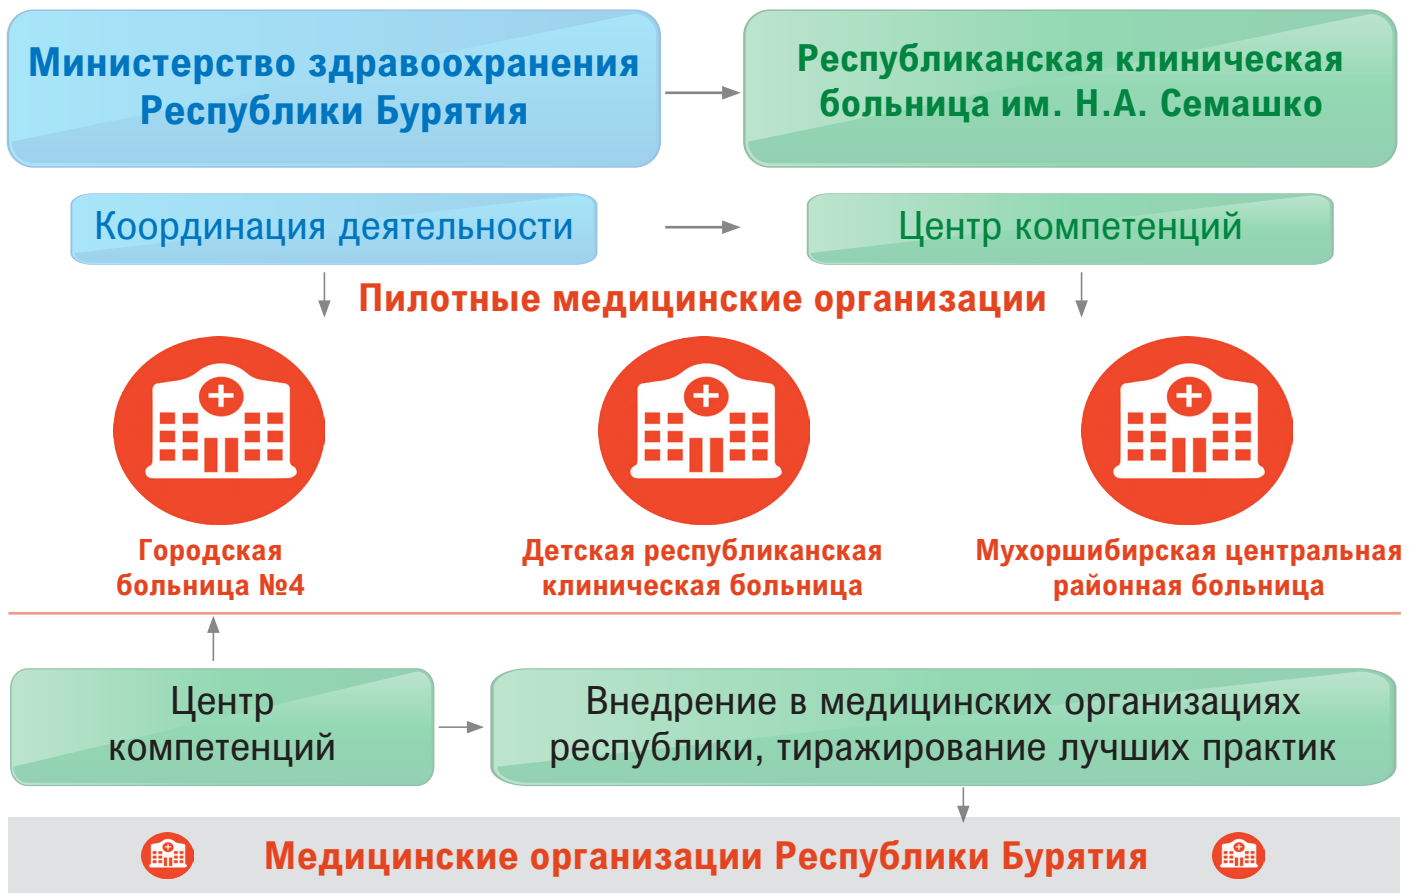 Министерство здравоохранения
Республики Бурятия
Республиканская клиническая
больница им. Н.А. Семашко
Координация деятельности
Центр компетенций
Пилотные медицинские организации
Городская
больница №4
Детская республиканская
клиническая больница
Мухоршибирская центральная
районная больница
Центр
компетенций
Внедрение в медицинских организациях
республики, тиражирование лучших практик
Медицинские организации Республики Бурятия